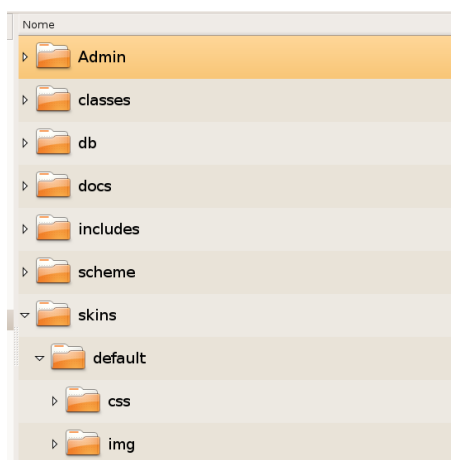 Nome
Admin
classes
db
docs
includes
scheme
skins
default
css
img